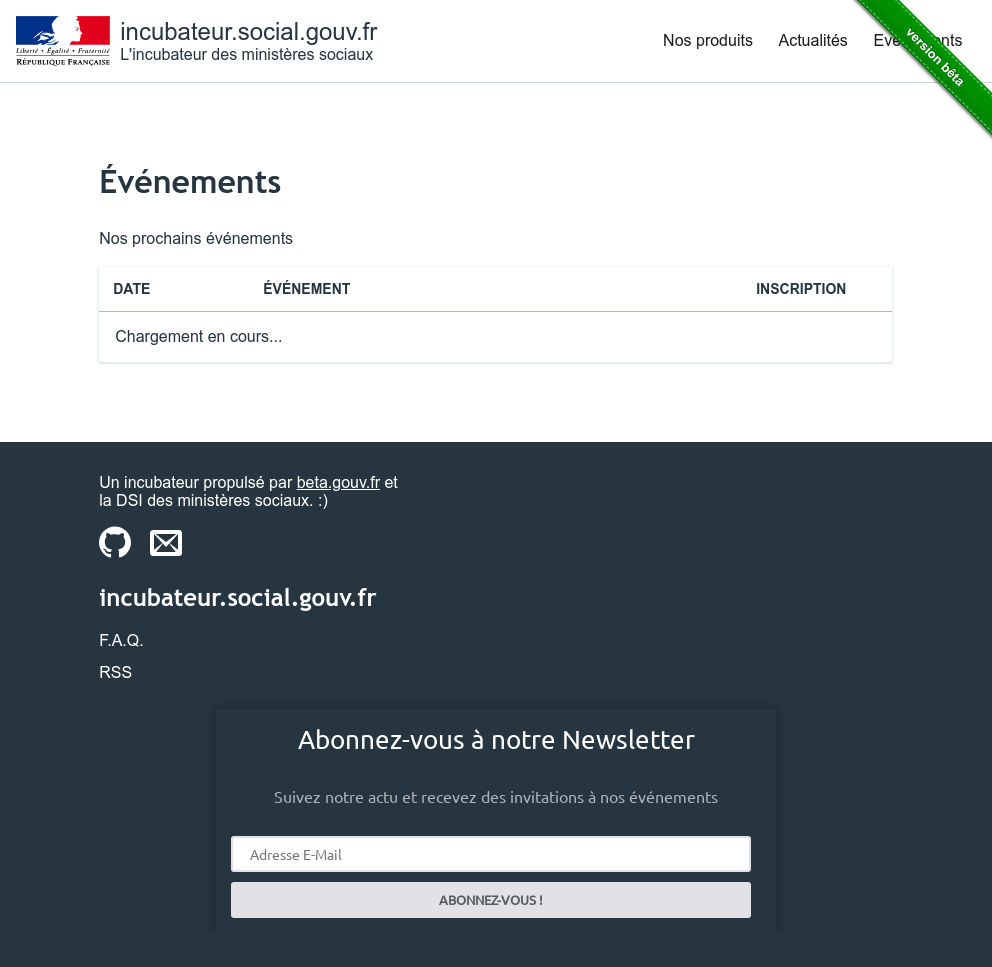 Liberté • Égalité • Fraternité
RÉPUBLIQUE FRANÇAISE
incubateur.social.gouv.fr
L'incubateur des ministères sociaux
Nos produits
Actualités
version bêta
Événements
Nos prochains événements
DATE ÉVÉNEMENT INSCRIPTION
Chargement en cours...
Un incubateur propulsé par beta.gouv.fr et
la DSI des ministères sociaux. :)
incubateur.social.gouv.fr
F.A.Q.
RSS
Abonnez-vous à notre Newsletter
Suivez notre actu et recevez des invitations à nos événements
Adresse E-Mail
ABONNEZ-VOUS !